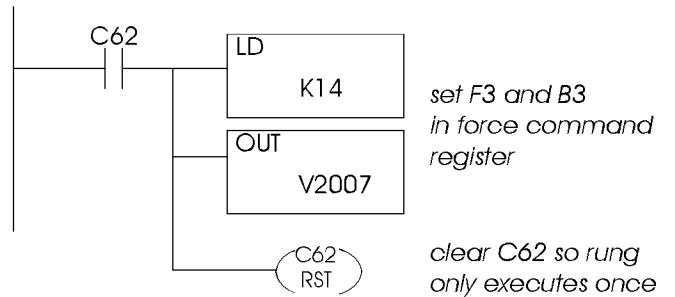 C62
LD
K14
set F3 and B3
in force command
register
OUT
V2007
C62
RST
clear C62 so rung
only executes once